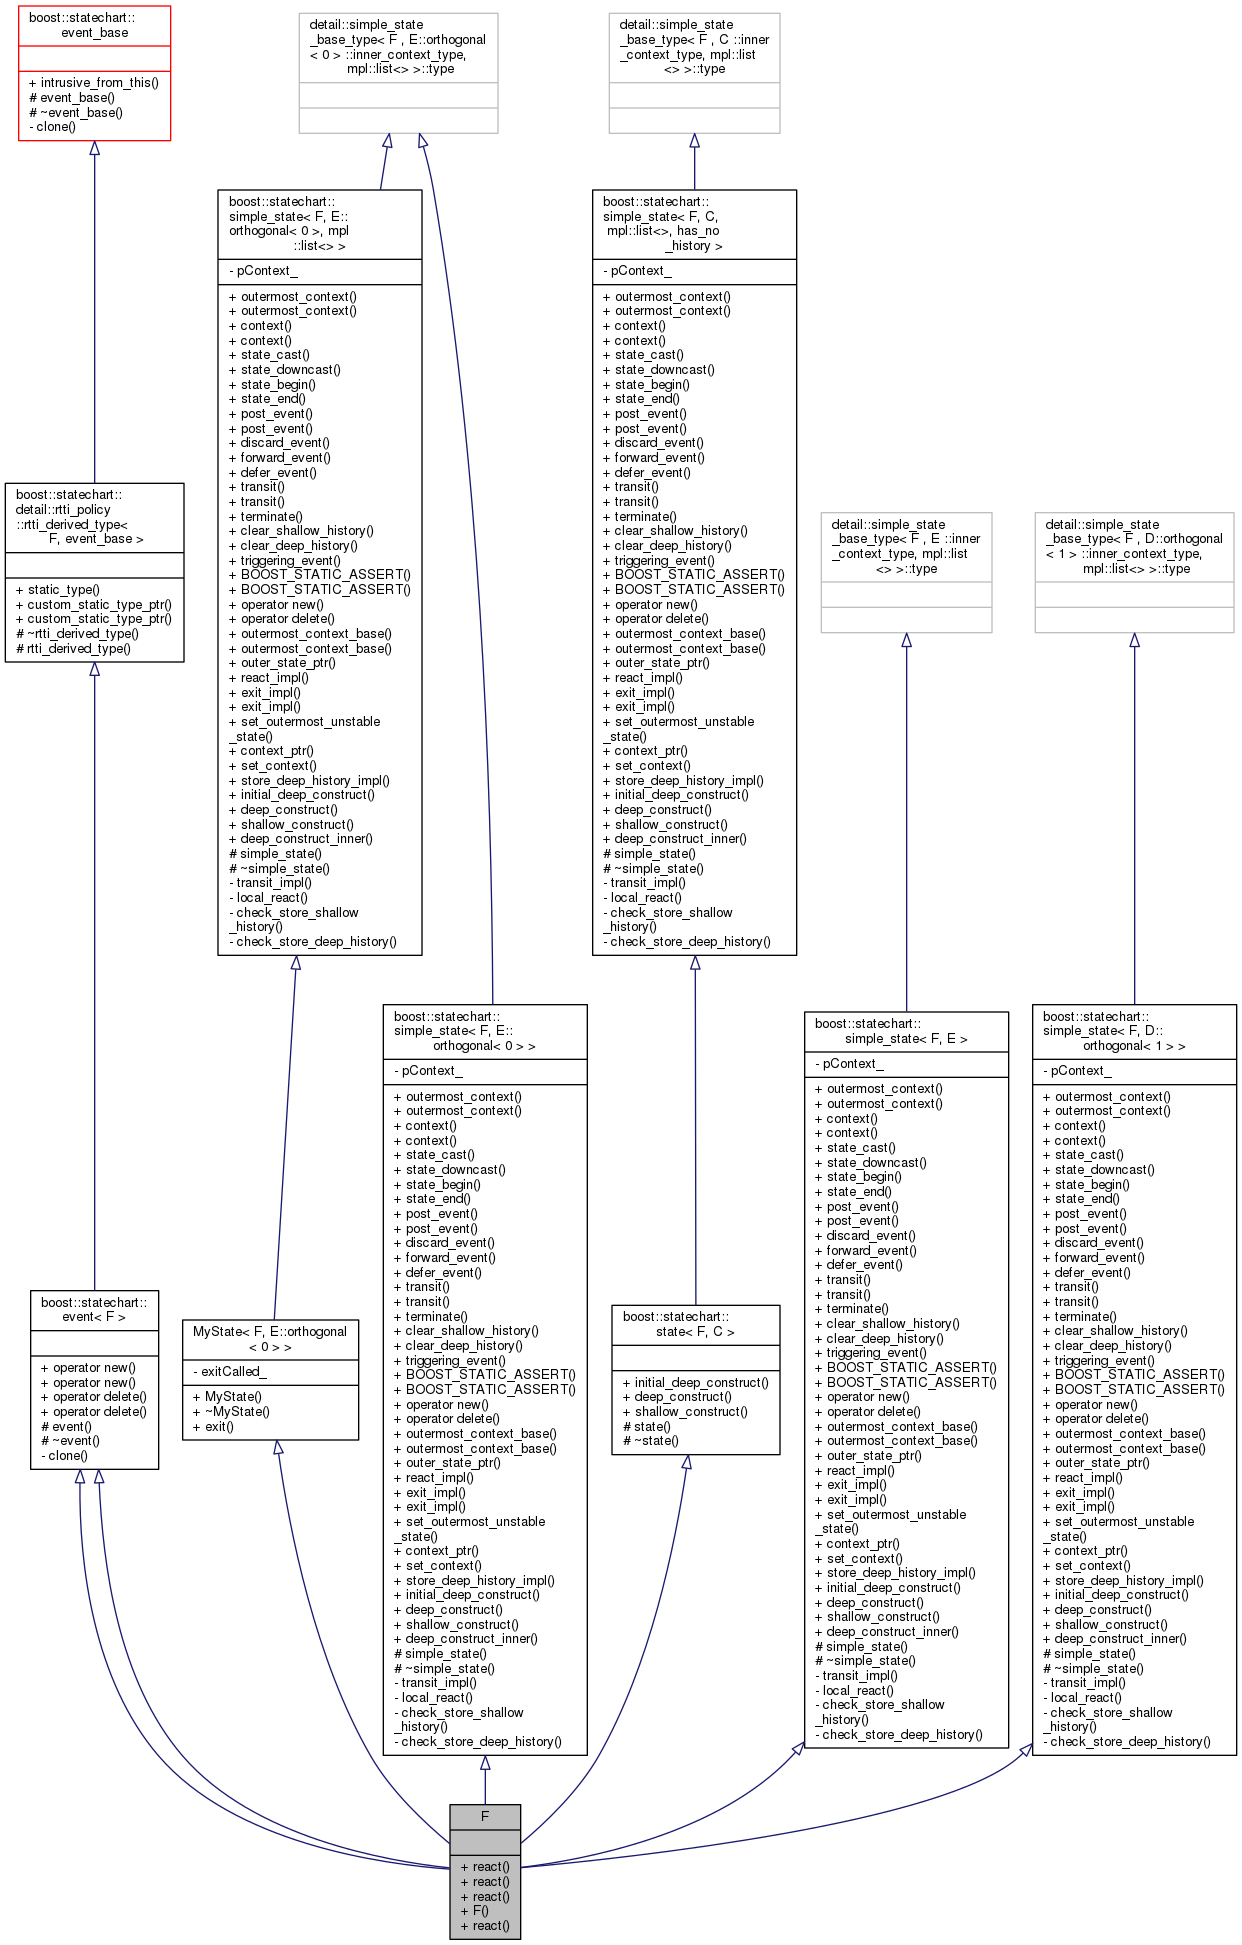 boost::statechart::
event_base
+ intrusive_from_this()
# event_base()
# ~event_base()
- clone()
detail::simple_state
_base_type< F , E::orthogonal
< 0 > ::inner_context_type,
mpl::list<> >::type
detail::simple_state
_base_type< F , C ::inner
_context_type, mpl::list
<> >::type
boost::statechart::
simple_state< F, E::
orthogonal< 0 >, mpl
::list<> >
- pContext_
+ outermost_context()
+ outermost_context()
+ context()
+ context()
+ state_cast()
+ state_downcast()
+ state_begin()
+ state_end()
+ post_event()
+ post_event()
+ discard_event()
+ forward_event()
+ defer_event()
+ transit()
+ transit()
+ terminate()
+ clear_shallow_history()
+ clear_deep_history()
+ triggering_event()
+ BOOST_STATIC_ASSERT()
+ BOOST_STATIC_ASSERT()
+ operator new()
+ operator delete()
+ outermost_context_base()
+ outermost_context_base()
+ outer_state_ptr()
+ react_impl()
+ exit_impl()
+ exit_impl()
+ set_outermost_unstable
_state()
+ context_ptr()
+ set_context()
+ store_deep_history_impl()
+ initial_deep_construct()
+ deep_construct()
+ shallow_construct()
+ deep_construct_inner()
# simple_state()
# ~simple_state()
- transit_impl()
- local_react()
- check_store_shallow
_history()
- check_store_deep_history()
boost::statechart::
simple_state< F, C,
mpl::list<>, has_no
_history >
- pContext_
+ outermost_context()
+ outermost_context()
+ context()
+ context()
+ state_cast()
+ state_downcast()
+ state_begin()
+ state_end()
+ post_event()
+ post_event()
+ discard_event()
+ forward_event()
+ defer_event()
+ transit()
+ transit()
+ terminate()
+ clear_shallow_history()
+ clear_deep_history()
+ triggering_event()
+ BOOST_STATIC_ASSERT()
+ BOOST_STATIC_ASSERT()
+ operator new()
+ operator delete()
+ outermost_context_base()
+ outermost_context_base()
+ outer_state_ptr()
+ react_impl()
+ exit_impl()
+ exit_impl()
+ set_outermost_unstable
_state()
+ context_ptr()
+ set_context()
+ store_deep_history_impl()
+ initial_deep_construct()
+ deep_construct()
+ shallow_construct()
+ deep_construct_inner()
# simple_state()
# ~simple_state()
- transit_impl()
- local_react()
- check_store_shallow
_history()
- check_store_deep_history()
boost::statechart::
detail::rtti_policy
::rtti_derived_type<
F, event_base >
+ static_type()
+ custom_static_type_ptr()
+ custom_static_type_ptr()
# ~rtti_derived_type()
# rtti_derived_type()
detail::simple_state
_base_type< F , E ::inner
_context_type, mpl::list
<> >::type
detail::simple_state
_base_type< F , D::orthogonal
< 1 > ::inner_context_type,
mpl::list<> >::type
boost::statechart::
event< F >
+ operator new()
+ operator new()
+ operator delete()
+ operator delete()
# event()
# ~event()
- clone()
MyState< F, E::orthogonal
< 0 > >
- exitCalled_
+ MyState()
+ ~MyState()
+ exit()
boost::statechart::
simple_state< F, E::
orthogonal< 0 > >
- pContext_
+ outermost_context()
+ outermost_context()
+ context()
+ context()
+ state_cast()
+ state_downcast()
+ state_begin()
+ state_end()
+ post_event()
+ post_event()
+ discard_event()
+ forward_event()
+ defer_event()
+ transit()
+ transit()
+ terminate()
+ clear_shallow_history()
+ clear_deep_history()
+ triggering_event()
+ BOOST_STATIC_ASSERT()
+ BOOST_STATIC_ASSERT()
+ operator new()
+ operator delete()
+ outermost_context_base()
+ outermost_context_base()
+ outer_state_ptr()
+ react_impl()
+ exit_impl()
+ exit_impl()
+ set_outermost_unstable
_state()
+ context_ptr()
+ set_context()
+ store_deep_history_impl()
+ initial_deep_construct()
+ deep_construct()
+ shallow_construct()
+ deep_construct_inner()
# simple_state()
# ~simple_state()
- transit_impl()
- local_react()
- check_store_shallow
_history()
- check_store_deep_history()
boost::statechart::
state< F, C >
+ initial_deep_construct()
+ deep_construct()
+ shallow_construct()
# state()
# ~state()
boost::statechart::
simple_state< F, E >
- pContext_
+ outermost_context()
+ outermost_context()
+ context()
+ context()
+ state_cast()
+ state_downcast()
+ state_begin()
+ state_end()
+ post_event()
+ post_event()
+ discard_event()
+ forward_event()
+ defer_event()
+ transit()
+ transit()
+ terminate()
+ clear_shallow_history()
+ clear_deep_history()
+ triggering_event()
+ BOOST_STATIC_ASSERT()
+ BOOST_STATIC_ASSERT()
+ operator new()
+ operator delete()
+ outermost_context_base()
+ outermost_context_base()
+ outer_state_ptr()
+ react_impl()
+ exit_impl()
+ exit_impl()
+ set_outermost_unstable
_state()
+ context_ptr()
+ set_context()
+ store_deep_history_impl()
+ initial_deep_construct()
+ deep_construct()
+ shallow_construct()
+ deep_construct_inner()
# simple_state()
# ~simple_state()
- transit_impl()
- local_react()
- check_store_shallow
_history()
- check_store_deep_history()
boost::statechart::
simple_state< F, D::
orthogonal< 1 > >
- pContext_
+ outermost_context()
+ outermost_context()
+ context()
+ context()
+ state_cast()
+ state_downcast()
+ state_begin()
+ state_end()
+ post_event()
+ post_event()
+ discard_event()
+ forward_event()
+ defer_event()
+ transit()
+ transit()
+ terminate()
+ clear_shallow_history()
+ clear_deep_history()
+ triggering_event()
+ BOOST_STATIC_ASSERT()
+ BOOST_STATIC_ASSERT()
+ operator new()
+ operator delete()
+ outermost_context_base()
+ outermost_context_base()
+ outer_state_ptr()
+ react_impl()
+ exit_impl()
+ exit_impl()
+ set_outermost_unstable
_state()
+ context_ptr()
+ set_context()
+ store_deep_history_impl()
+ initial_deep_construct()
+ deep_construct()
+ shallow_construct()
+ deep_construct_inner()
# simple_state()
# ~simple_state()
- transit_impl()
- local_react()
- check_store_shallow
_history()
- check_store_deep_history()
F
+ react()
+ react()
+ react()
+ F()
+ react()